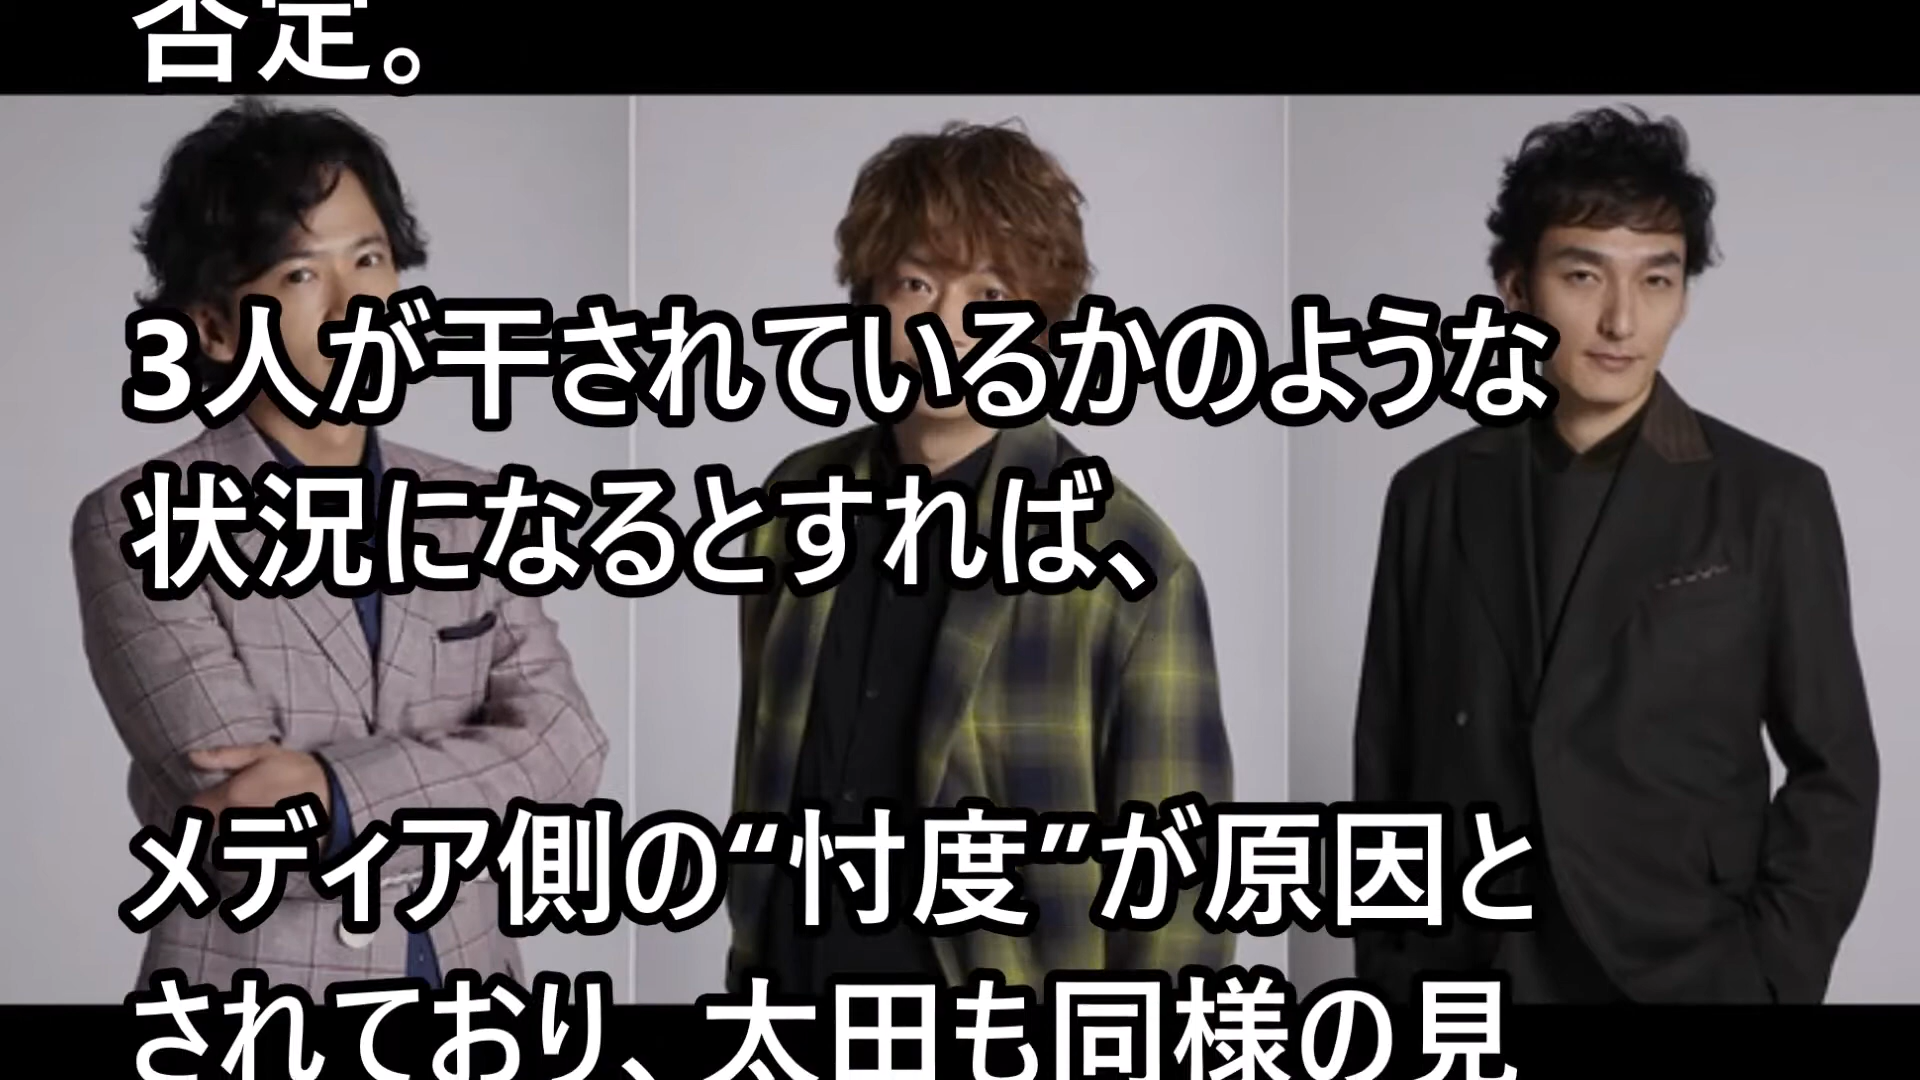 否定。
3人が干されているかのような
状況になるとすれば、
メディア側の“忖度”が原因と
されており、太田も同様の見